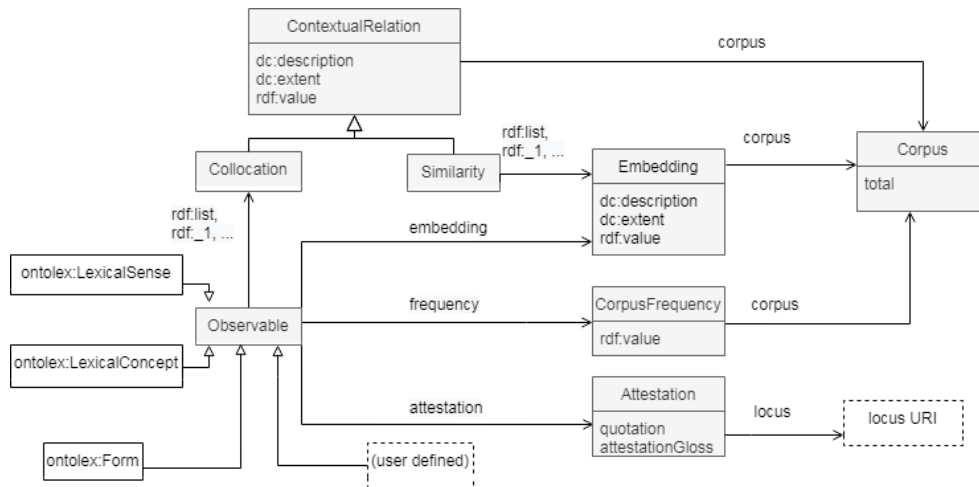 ContextualRelation
dc:description
dc:extent
rdf:value
corpus
Collocation
Similarity
rdf:list,
rdf:_1, ...
Embedding
dc:description
dc:extent
rdf:value
corpus
Corpus
total
rdf:list,
rdf:_1, ...
embedding
ontolex:LexicalSense
Observable
frequency
CorpusFrequency
rdf:value
corpus
ontolex:LexicalConcept
attestation
Attestation
quotation
attestationGloss
locus
locus URI
ontolex:Form
(user defined)